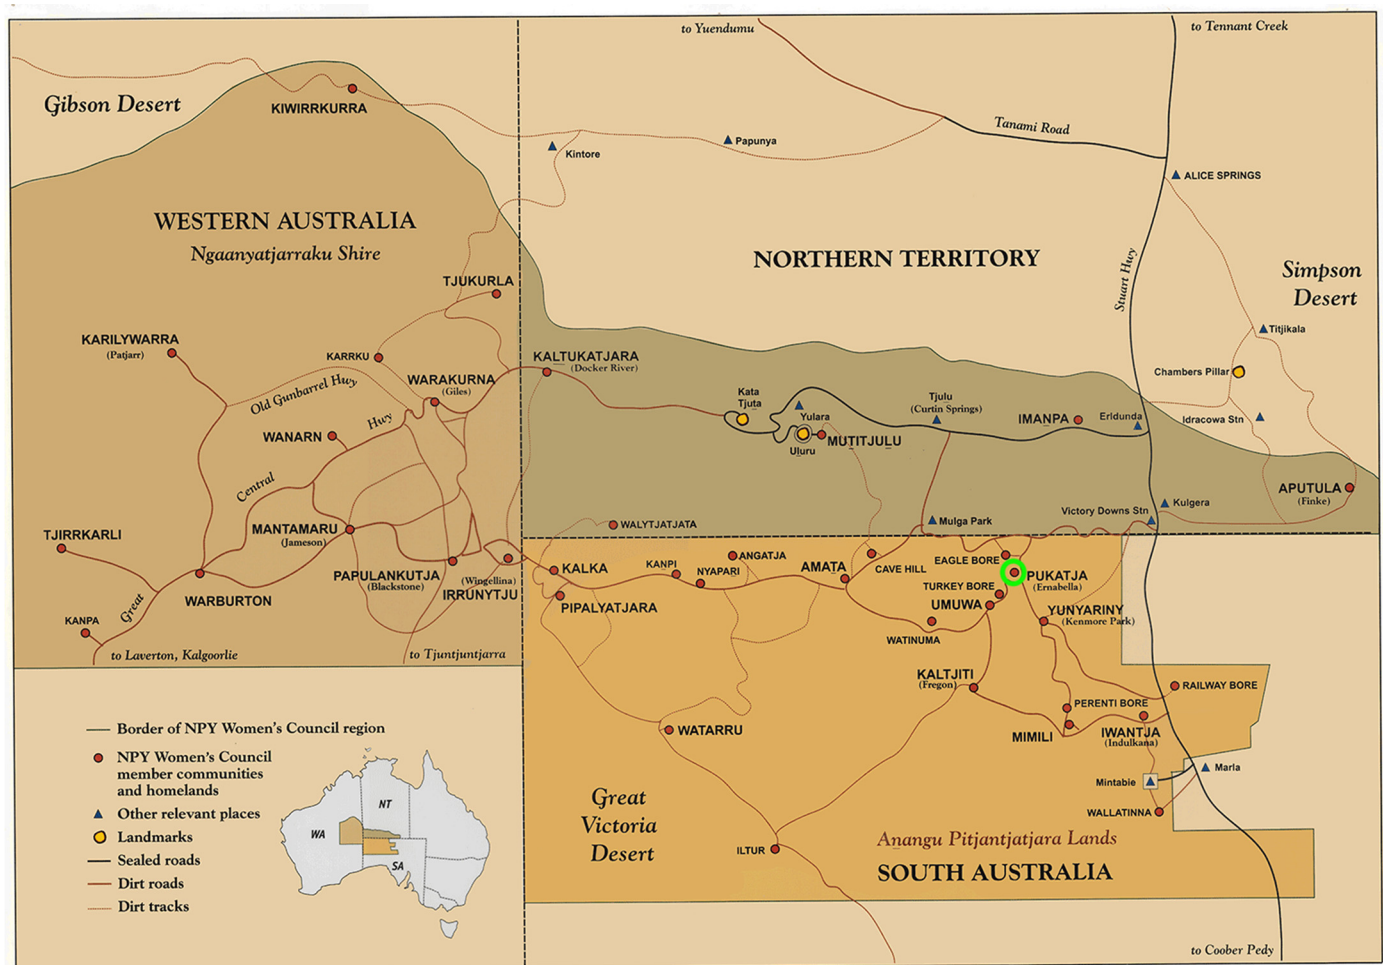 to Yuendumu
to Tennant Creek
Gibson Desert
KIWIRRKURRA
Tanami Road
Kintore
Papunya
ALICE SPRINGS
WESTERN AUSTRALIA
Ngaanyatjarraku Shire
NORTHERN TERRITORY
Stuart Hwy
Simpson
Desert
TJUKURLA
KARILYWARRA
(Patjarr)
KARRKU
KALTUKATJARA
(Docker River)
Titjikala
Chambers Pillar
Old Gunbarrel Hwy
WARAKURNA
(Giles)
Kata
Tjuta
Yulara
Tjulu
(Curtin Springs)
IMANPA
Erldunda
Idracowa Stn
WANARN
Hwy
Uluru
MUTITJULU
Central
APUTULA
(Finke)
Kulgera
Victory Downs Stn
MANTAMARU
(Jameson)
WALYTJATJATA
Mulga Park
TJIRRKARLI
PAPULANKUTJA
(Blackstone)
(Wingellina)
IRRUNYTJU
KALKA
PIPALYATJARA
KANPI
NYAPARI
ANGATJA
AMATA
CAVE HILL
EAGLE BORE
PUKATJA
(Ernabella)
TURKEY BORE
UMUWA
YUNYARINY
(Kenmore Park)
WATINUMA
WARBURTON
Great
KANPA
to Laverton, Kalgoorlie
to Tjuntjuntjarra
KALTJITI
(Fregon)
RAILWAY BORE
PERENTI BORE
MIMILI
IWANTJA
(Indulkana)
WATARRU
Marla
Mintabie
WALLATINNA
Great
Victoria
Desert
ILTUR
Anangu Pitjantjatjara Lands
SOUTH AUSTRALIA
to Coober Pedy
Border of NPY Women's Council region
NPY Women's Council
member communities
and homelands
Other relevant places
Landmarks
Sealed roads
Dirt roads
Dirt tracks
WA
NT
SA